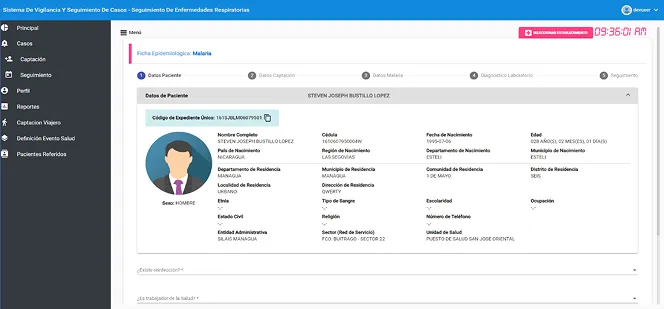 Sistema De Vigilancia Y Seguimiento De Casos - Seguimiento De Enfermedades Respiratorias
devuser
Menú
SELECCIONAR ESTABLECIMIENTO
09:36:01 AM
Principal
Casos
Captación
Seguimiento
Perfil
Reportes
Captacion Viajero
Definición Evento Salud
Pacientes Referidos
Ficha Epidemiológica: Malaria
1 Datos Paciente
2 Datos Captación
3 Datos Malaria
4 Diagnóstico Laboratorio
5 Seguimiento
Datos de Paciente STEVEN JOSEPH BUSTILLO LOPEZ
Código de Expediente Único:
Sexo: HOMBRE
Nombre Completo Cédula Fecha de Nacimiento Edad
STEVEN JOSEPH BUSTILLO LOPEZ 1610607950004W 1995-07-06 028 AÑO(S), 02 MES(ES), 01 DÍA(S)
País de Nacimiento Región de Nacimiento Departamento de Nacimiento Municipio de Nacimiento
NICARAGUA LAS SEGOVIAS ESTELI ESTELI
Departamento de Residencia Municipio de Residencia Comunidad de Residencia Distrito de Residencia
MANAGUA MANAGUA 1 DE MAYO SEIS
Localidad de Residencia Dirección de Residencia
URBANO QWERTY
Etnia Tipo de Sangre Escolaridad Ocupación
-.- -.- -.- -.-
Estado Civil Religión Número de Teléfono
-.- -.- -.-
Entidad Administrativa Sector (Red de Servicio) Unidad de Salud
SILAIS MANAGUA FCO. BUITRAGO - SECTOR 22 PUESTO DE SALUD SAN JOSE ORIENTAL
¿Existe reinfección? *
¿Es trabajador de la Salud? *